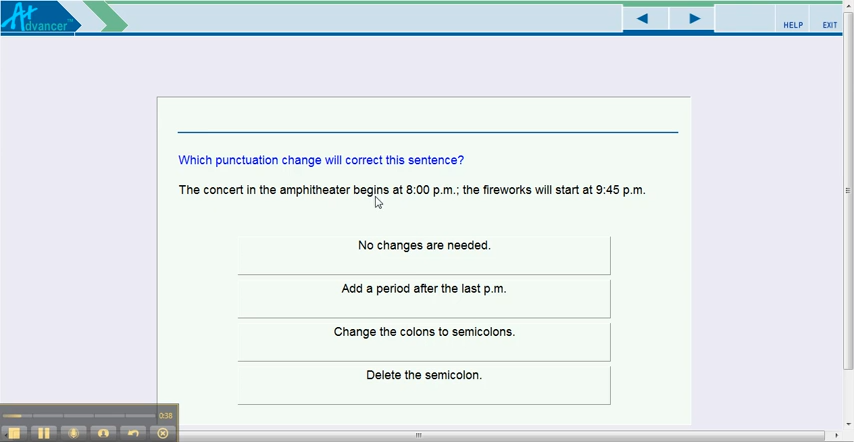 A+dvancer™
HELP
EXIT
Which punctuation change will correct this sentence?
The concert in the amphitheater begins at 8:00 p.m.; the fireworks will start at 9:45 p.m.
No changes are needed.
Add a period after the last p.m.
Change the colons to semicolons.
Delete the semicolon.
0:38